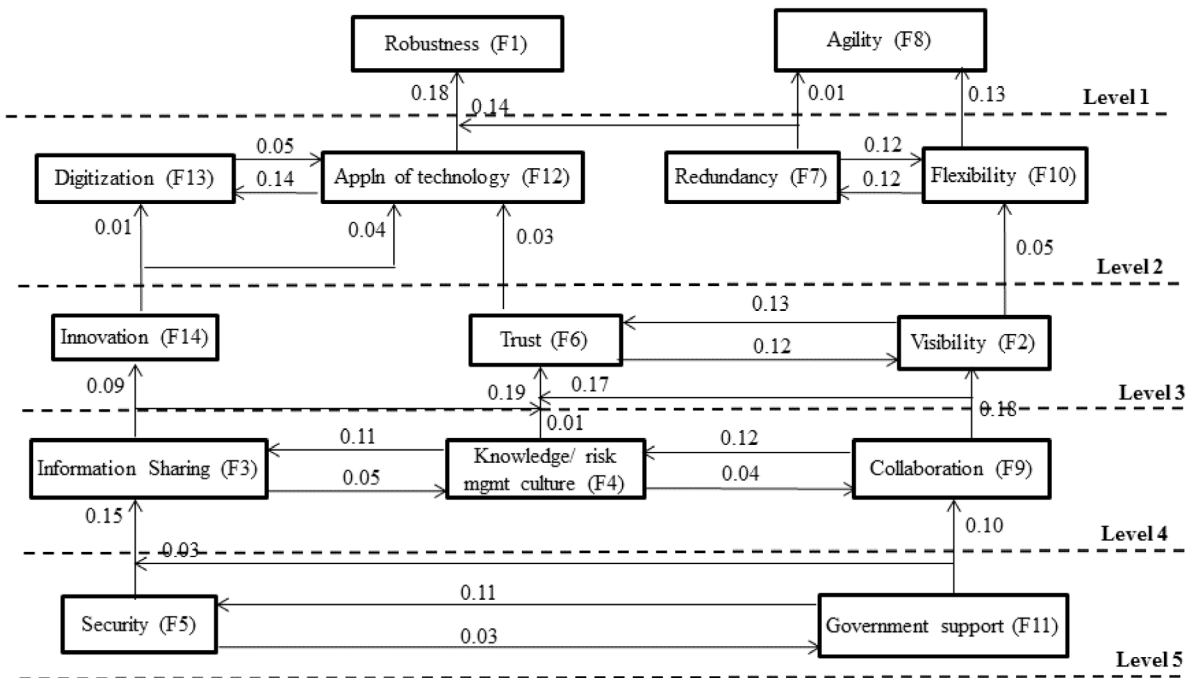 Robustness (F1)
Agility (F8)
0.18
0.14
0.01
0.13
Level 1
0.05
0.12
Digitization (F13)
Appln of technology (F12)
Redundancy (F7)
Flexibility (F10)
0.14
0.12
0.01
0.04
0.03
0.05
Level 2
0.13
Innovation (F14)
Trust (F6)
Visibility (F2)
0.12
0.09
0.19
0.17
Level 3
0.18
0.01
0.11
0.12
Information Sharing (F3)
Knowledge/ risk
mgmt culture (F4)
Collaboration (F9)
0.05
0.04
0.15
0.10
Level 4
0.03
0.11
Security (F5)
Government support (F11)
0.03
Level 5